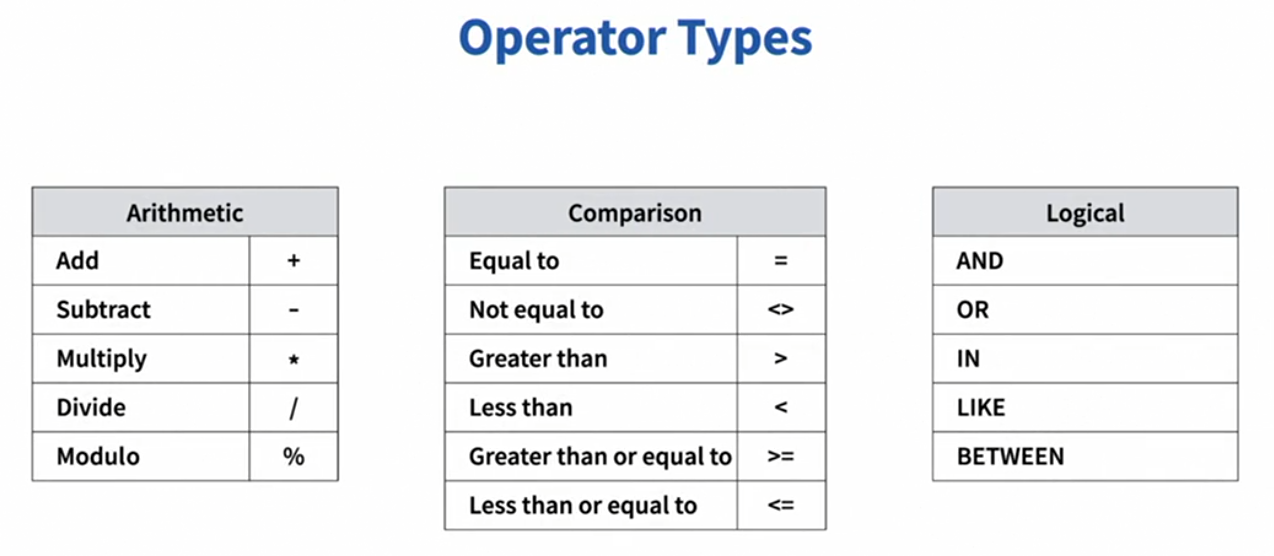 Operator Types
Arithmetic
Add +
Subtract -
Multiply *
Divide /
Modulo %
Comparison
Equal to =
Not equal to <>
Greater than >
Less than <
Greater than or equal to >=
Less than or equal to <=
Logical
AND
OR
IN
LIKE
BETWEEN